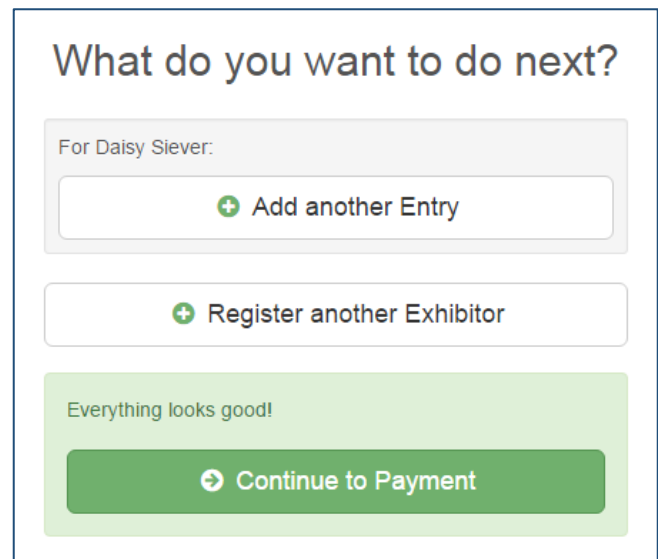 What do you want to do next?
For Daisy Siever:
Add another Entry
Register another Exhibitor
Everything looks good!
Continue to Payment